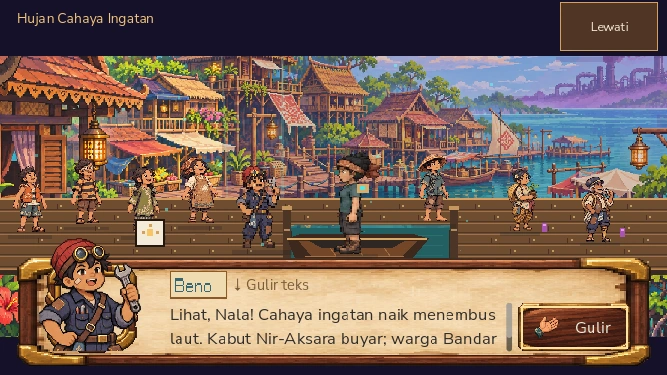 Hujan Cahaya Ingatan
Lewati
Beno
↓ Gulir teks
Lihat, Nala! Cahaya ingatan naik menembus
laut. Kabut Nir-Aksara buyar; warga Bandar
Gulir